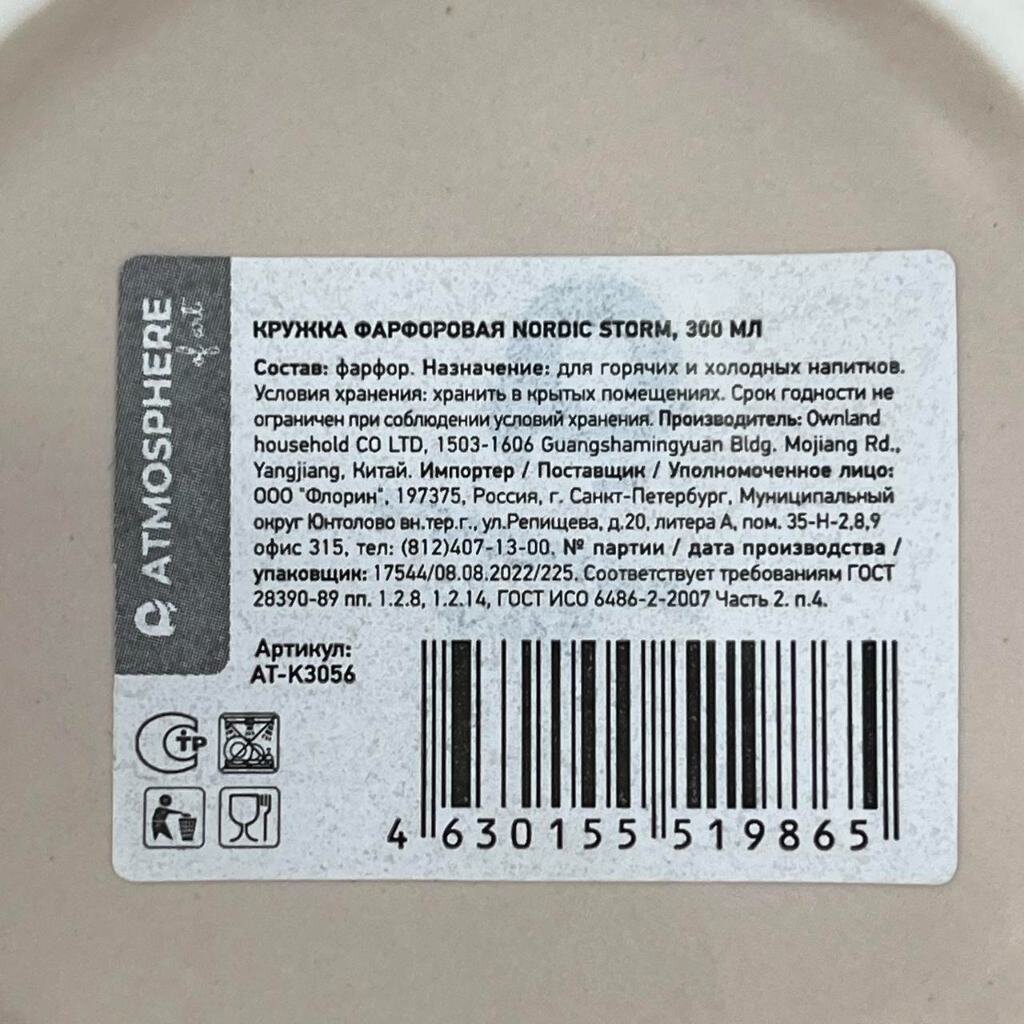 ATMOSPHERE
of art
КРУЖКА ФАРФОРОВАЯ NORDIC STORM, 300 МЛ
Состав: фарфор. Назначение: для горячих и холодных напитков.
Условия хранения: хранить в крытых помещениях. Срок годности не
ограничен при соблюдении условий хранения. Производитель: Ownland
household CO LTD, 1503-1606 Guangshamingyuan Bldg. Mojiang Rd.,
Yangjiang, Китай. Импортер / Поставщик / Уполномоченное лицо:
ООО "Флорин", 197375, Россия, г. Санкт-Петербург, Муниципальный
округ Юнтолово вн.тер.г., ул.Репищева, д.20, литера А, пом. 35-Н-2,8,9
офис 315, тел: (812)407-13-00. № партии / дата производства /
упаковщик: 17544/08.08.2022/225. Соответствует требованиям ГОСТ
28390-89 пп. 1.2.8, 1.2.14, ГОСТ ИСО 6486-2-2007 Часть 2. п.4.
Артикул:
AT-K3056
СТР
4 630155 519865